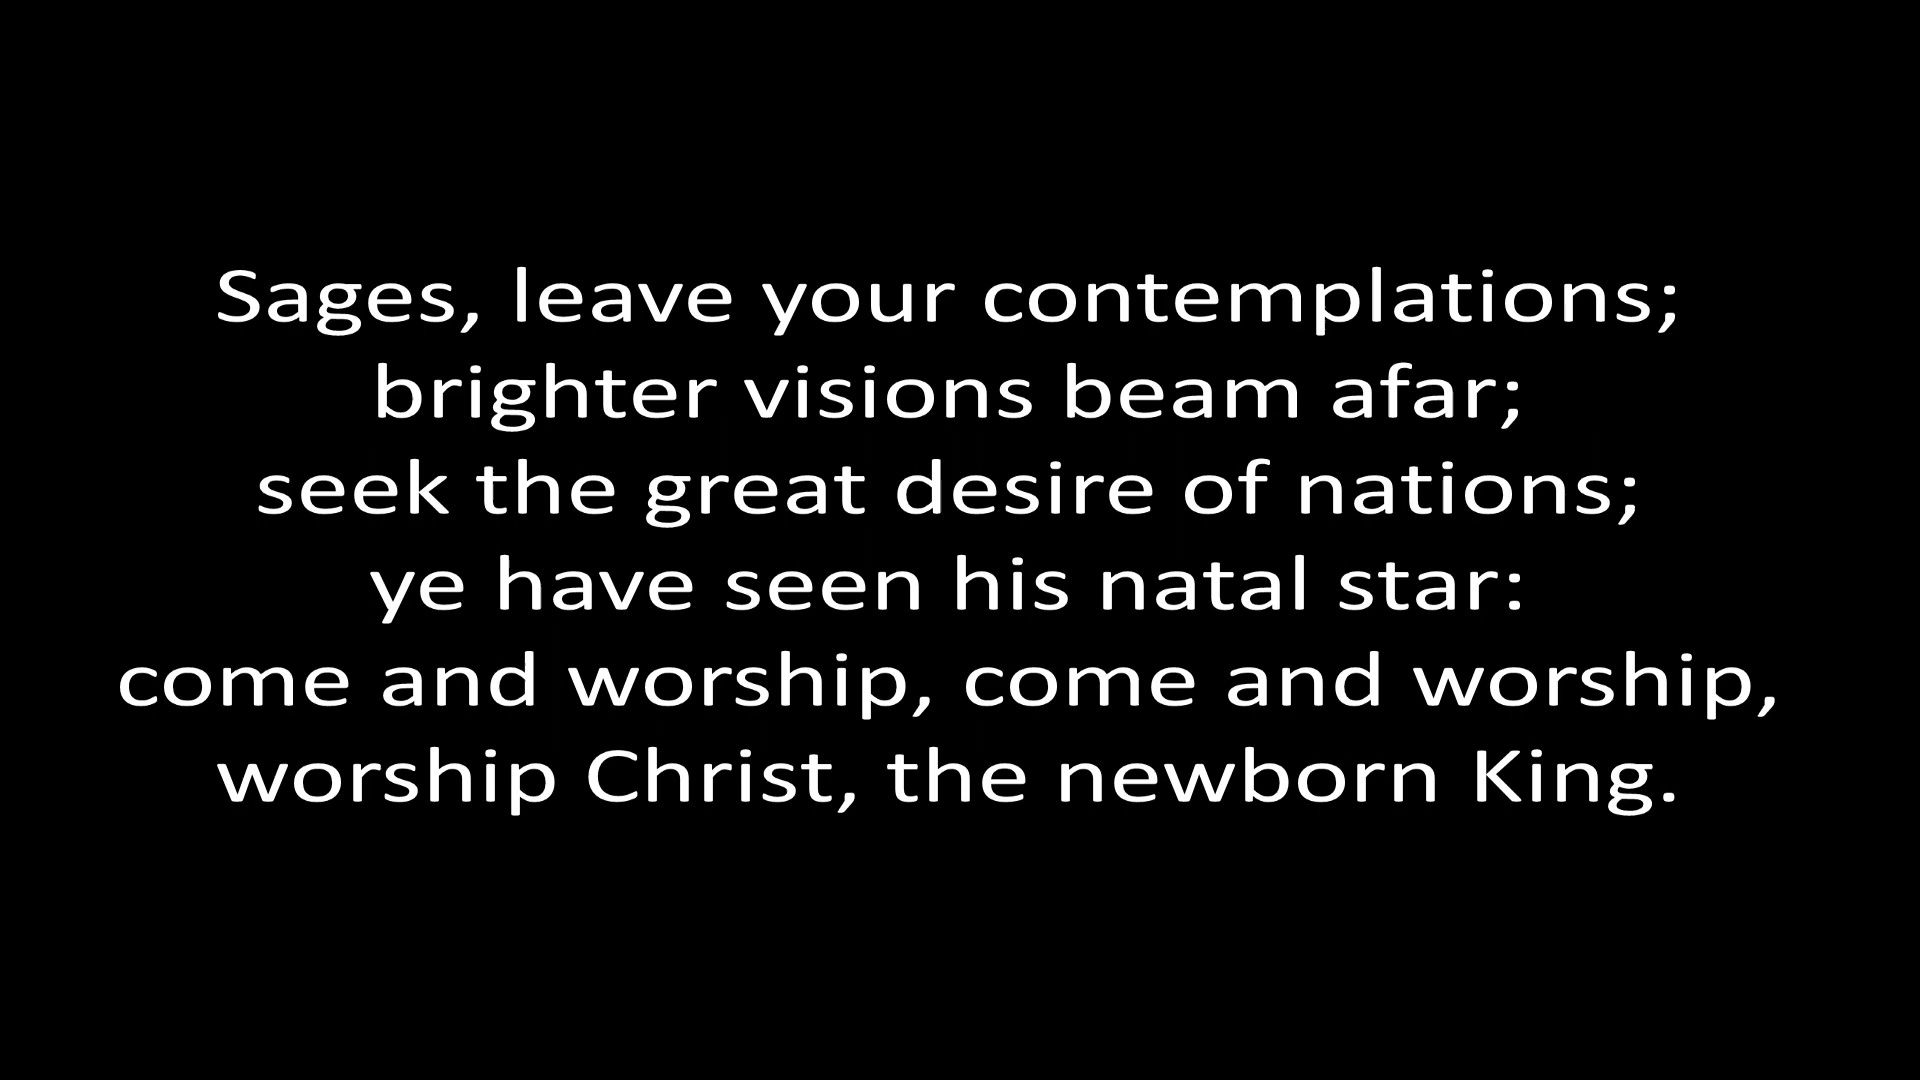 Sages, leave your contemplations;
brighter visions beam afar;
seek the great desire of nations;
ye have seen his natal star:
come and worship, come and worship,
worship Christ, the newborn King.